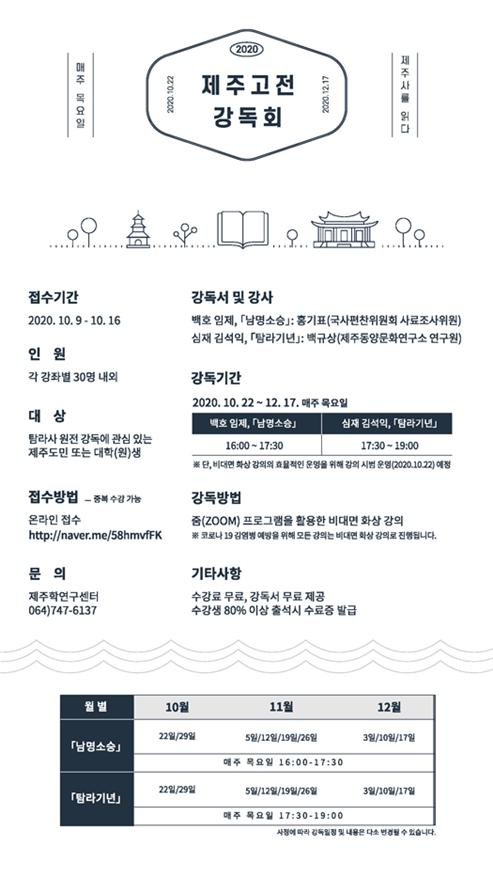 2020
제주고전
강독회
2020.10.22
2020.12.17
매주 목요일
제주사를 읽다
접수기간
2020. 10. 9 - 10. 16
인 원
각 강좌별 30명 내외
대 상
탐라사 원전 강독에 관심 있는
제주도민 또는 대학(원)생
접수방법 – 중복 수강 가능
온라인 접수
http://naver.me/58hmvfFK
문 의
제주학연구센터
064)747-6137
강독서 및 강사
백호 임제, 「남명소승」: 홍기표(국사편찬위원회 사료조사위원)
심재 김석익, 「탐라기년」: 백규상(제주동양문화연구소 연구원)
강독기간
2020. 10. 22 ~ 12. 17. 매주 목요일
백호 임제, 「남명소승」 심재 김석익, 「탐라기년」
16:00 ~ 17:30 17:30 ~ 19:00
※ 단, 비대면 화상 강의의 효율적인 운영을 위해 강의 시범 운영(2020.10.22) 예정
강독방법
줌(ZOOM) 프로그램을 활용한 비대면 화상 강의
※ 코로나 19 감염병 예방을 위해 모든 강의는 비대면 화상 강의로 진행됩니다.
기타사항
수강료 무료, 강독서 무료 제공
수강생 80% 이상 출석시 수료증 발급
월 별 10월 11월 12월
「남명소승」 22일/29일 5일/12일/19일/26일 3일/10일/17일
매주 목요일 16:00-17:30
「탐라기년」 22일/29일 5일/12일/19일/26일 3일/10일/17일
매주 목요일 17:30-19:00
사정에 따라 강독일정 및 내용은 다소 변경될 수 있습니다.